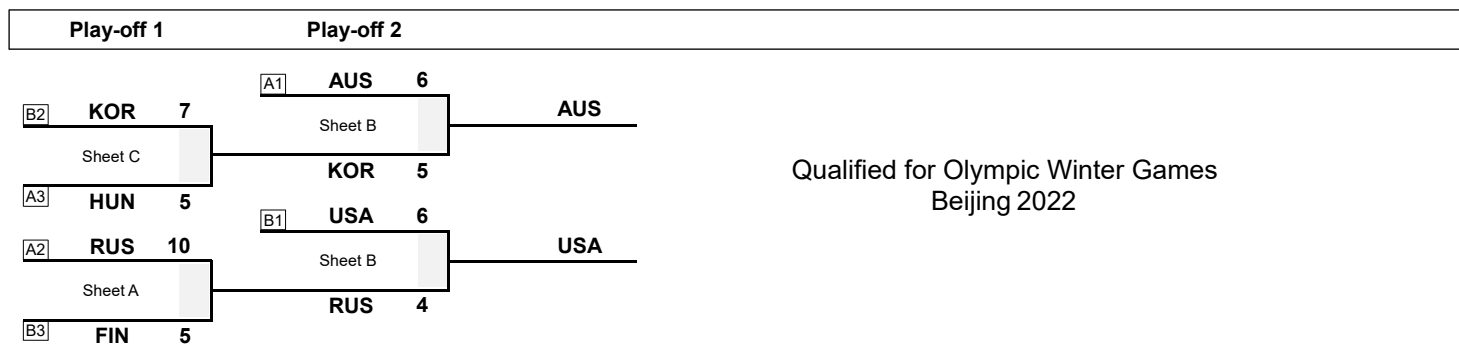 Play-off 1 Play-off 2
A1 AUS 6
B2 KOR 7
AUS
Sheet B
Sheet C
KOR 5
A3 HUN 5
Qualified for Olympic Winter Games
Beijing 2022
B1 USA 6
A2 RUS 10
USA
Sheet B
Sheet A
RUS 4
B3 FIN 5